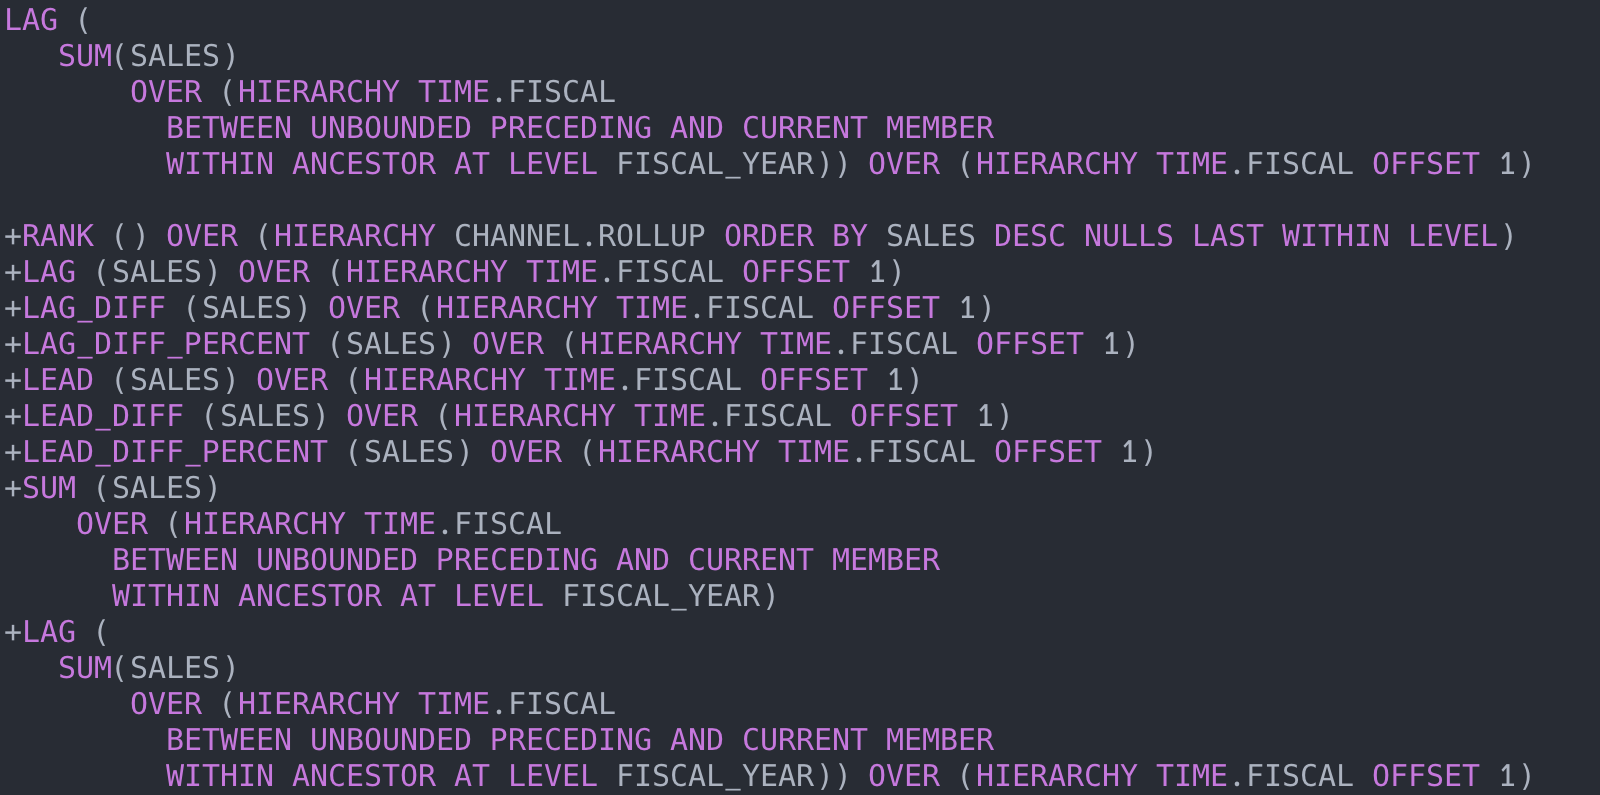 LAG (
   SUM(SALES)
       OVER (HIERARCHY TIME.FISCAL
         BETWEEN UNBOUNDED PRECEDING AND CURRENT MEMBER
         WITHIN ANCESTOR AT LEVEL FISCAL_YEAR)) OVER (HIERARCHY TIME.FISCAL OFFSET 1)

+RANK () OVER (HIERARCHY CHANNEL.ROLLUP ORDER BY SALES DESC NULLS LAST WITHIN LEVEL)
+LAG (SALES) OVER (HIERARCHY TIME.FISCAL OFFSET 1)
+LAG_DIFF (SALES) OVER (HIERARCHY TIME.FISCAL OFFSET 1)
+LAG_DIFF_PERCENT (SALES) OVER (HIERARCHY TIME.FISCAL OFFSET 1)
+LEAD (SALES) OVER (HIERARCHY TIME.FISCAL OFFSET 1)
+LEAD_DIFF (SALES) OVER (HIERARCHY TIME.FISCAL OFFSET 1)
+LEAD_DIFF_PERCENT (SALES) OVER (HIERARCHY TIME.FISCAL OFFSET 1)
+SUM (SALES)
    OVER (HIERARCHY TIME.FISCAL
      BETWEEN UNBOUNDED PRECEDING AND CURRENT MEMBER
      WITHIN ANCESTOR AT LEVEL FISCAL_YEAR)
+LAG (
   SUM(SALES)
       OVER (HIERARCHY TIME.FISCAL
         BETWEEN UNBOUNDED PRECEDING AND CURRENT MEMBER
         WITHIN ANCESTOR AT LEVEL FISCAL_YEAR)) OVER (HIERARCHY TIME.FISCAL OFFSET 1)